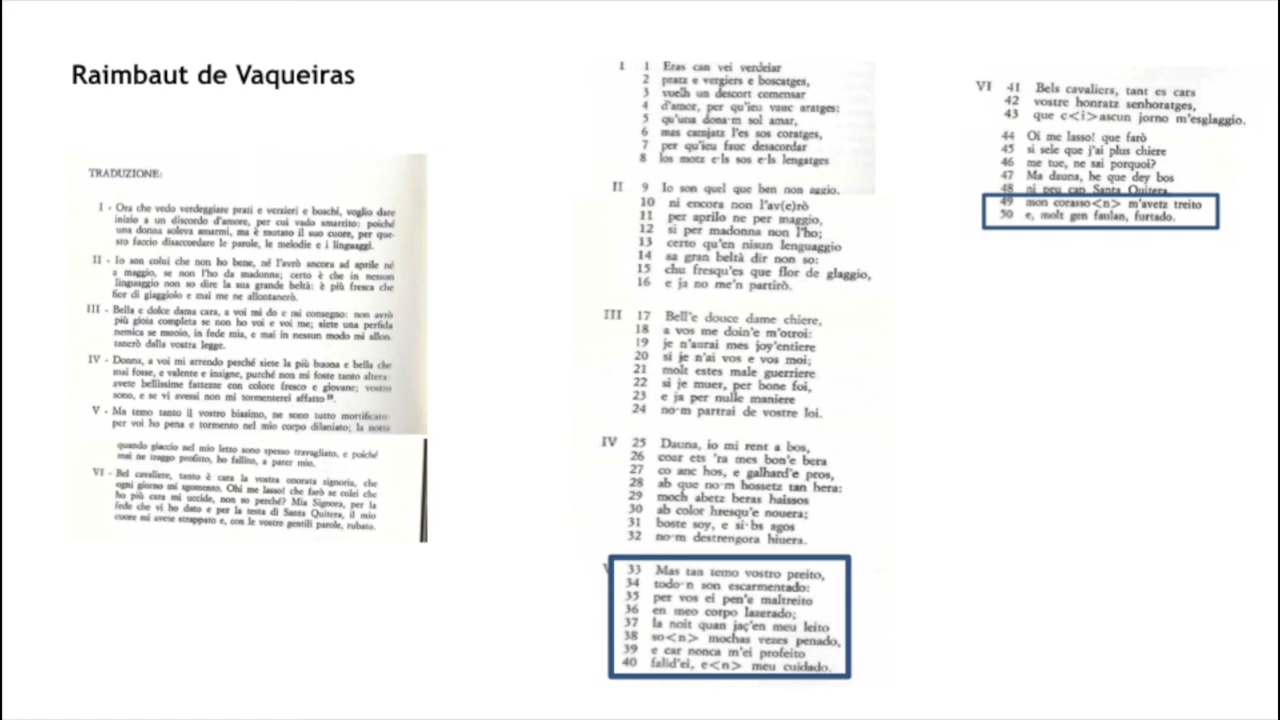 Raimbaut de Vaqueiras
TRADUZIONE:
I - Ora che vedo verdeggiare prati e verzieri e boschi, voglio dare
inizio a un discordo d'amore, per cui vado smarrito: poiché
una donna soleva amarmi, ma è mutato il suo cuore, per que-
sto faccio disaccordare le parole, le melodie e i linguaggi.
II - Io son colui che non ho bene, né l'avrò ancora ad aprile né
a maggio, se non l'ho da madonna; certo è che in nessun
linguaggio non so dire la sua grande beltà: è più fresca che
fior di giaggiolo e mai me ne allontanerò.
III - Bella e dolce dama cara, a voi mi do e mi consegno: non avrò
più gioia completa se non ho voi e voi me; siete una perfida
nemica se muoio, in fede mia, e mai in nessun modo mi allon
tanerò dalla vostra legge.
IV - Donna, a voi mi arrendo perché siete la più buona e bella che
mai fosse, e valente e insigne, purché non mi foste tanto altera:
avete bellissime fattezze con colore fresco e giovane; vostro
sono, e se vi avessi non mi tormenterei affatto
V - Ma temo tanto il vostro biasimo, ne sono tutto mortificato
per voi ho pena e tormento nel mio corpo dilaniato; la notte
quando giaccio nel mio letto sono spesso travagliato, e poiché
mai ne traggo profitto, ho fallito, a parer mio.
VI - Bel cavaliere, tanto è cara la vostra onorata signoria, che
ogni giorno mi sgomento. Ohi me lasso! che farò se colei che
ho più cara mi uccide, non so perché? Mia Signora, per la
fede che vi ho dato e per la testa di Santa Quitera, il mio
cuore mi avete strappato e, con le vostre gentili parole, rubato.
I 1 Eras can vei verdeiar
2 pratz e vergiers e boscatges,
3 vuelh un descort comensar
4 d'amor, per qu'ieu vauc aratges:
5 qu'una dona·m sol amar,
6 mas camjatz l'es sos coratges,
7 per qu'ieu fauc desacordar
8 los motz e·ls sos e·ls lengatges
II 9 Io son quel que ben non aggio,
10 ni encora non l'av(e)rò
11 per aprilo ne per maggio,
12 si per madonna non l'ho;
13 certo qu'en nisun lenguaggio
14 sa gran beltà dir non so:
15 chu fresqu'es que flor de glaggio,
16 e ja no me'n partirò.
III 17 Bell'e douce dame chiere,
18 a vos me doin'e m'otroi:
19 je n'aurai mes joy'entiere
20 si je n'ai vos e vos moi;
21 molt estes male guerriere
22 si je muer, per bone foi,
23 e ja per nulle maniere
24 no·m partrai de vostre loi.
IV 25 Dauna, io mi rent a bos,
26 coar ets 'ra mes bon'e bera
27 co anc hos, e galhard'e pros,
28 ab que no·m hossetz tan hera:
29 moch abetz beras haissos
30 ab color hresqu'e nouera;
31 boste soy, e si·bs agos
32 no·m destrengora hiuera.
33 Mas tan temo vostro preito,
34 todo·n son escarmentado:
35 per vos ei pen'e maltreito
36 en meo corpo lazerado;
37 la noit quan jaç'en meu leito
38 so<n> mochas vezes penado,
39 e car nonca m'ei profeito
40 falid'ei, e<n> meu cuidado.
VI 41 Bels cavaliers, tant es cars
42 vostre honratz senhoratges,
43 que c<i>ascun jorno m'esglaggio.
44 Oi me lasso! que farò
45 si sele que j'ai plus chiere
46 me tue, ne sai porquoi?
47 Ma dauna, he que dey bos
48 ni peu cap Santa Quitera
49 mon corasso<n> m'avetz treito
50 e, molt gen faulan, furtado.